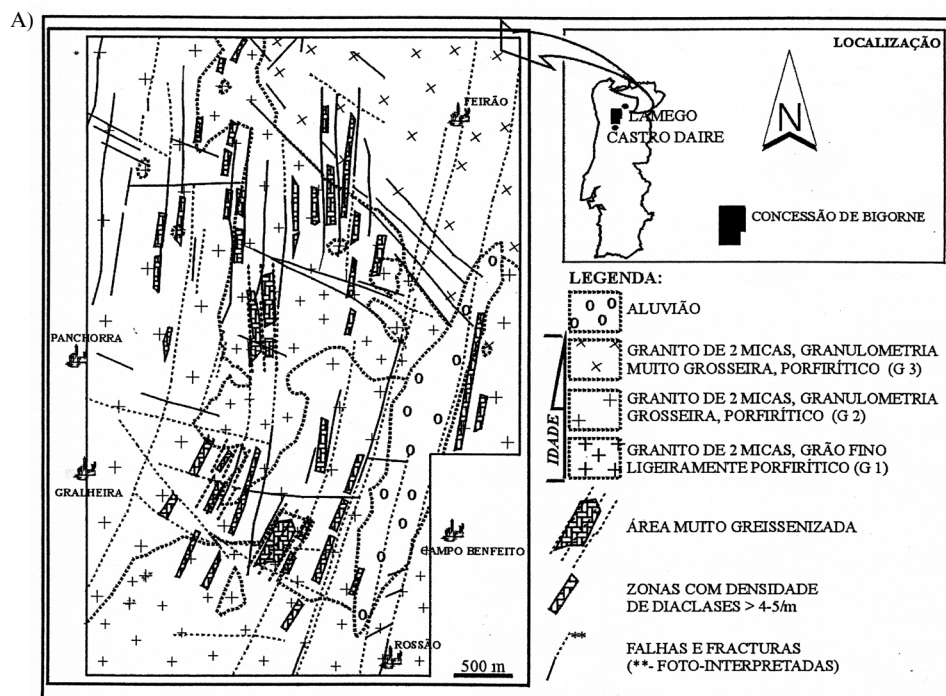 A)
LOCALIZAÇÃO
N
LAMEGO
CASTRO DAIRE
CONCESSÃO DE BIGORNE
FEIRÃO
PANCHORRA
GRALHEIRA
CAMPO BENFEITO
ROSSÃO
500 m
LEGENDA:
ALUVIÃO
IDADE
GRANITO DE 2 MICAS, GRANULOMETRIA
MUITO GROSSEIRA, PORFIRÍTICO (G 3)
GRANITO DE 2 MICAS, GRANULOMETRIA
GROSSEIRA, PORFIRÍTICO (G 2)
GRANITO DE 2 MICAS, GRÃO FINO
LIGEIRAMENTE PORFIRÍTICO (G 1)
ÁREA MUITO GREISSENIZADA
ZONAS COM DENSIDADE
DE DIACLASES > 4-5/m
**
FALHAS E FRACTURAS
(**- FOTO-INTERPRETADAS)